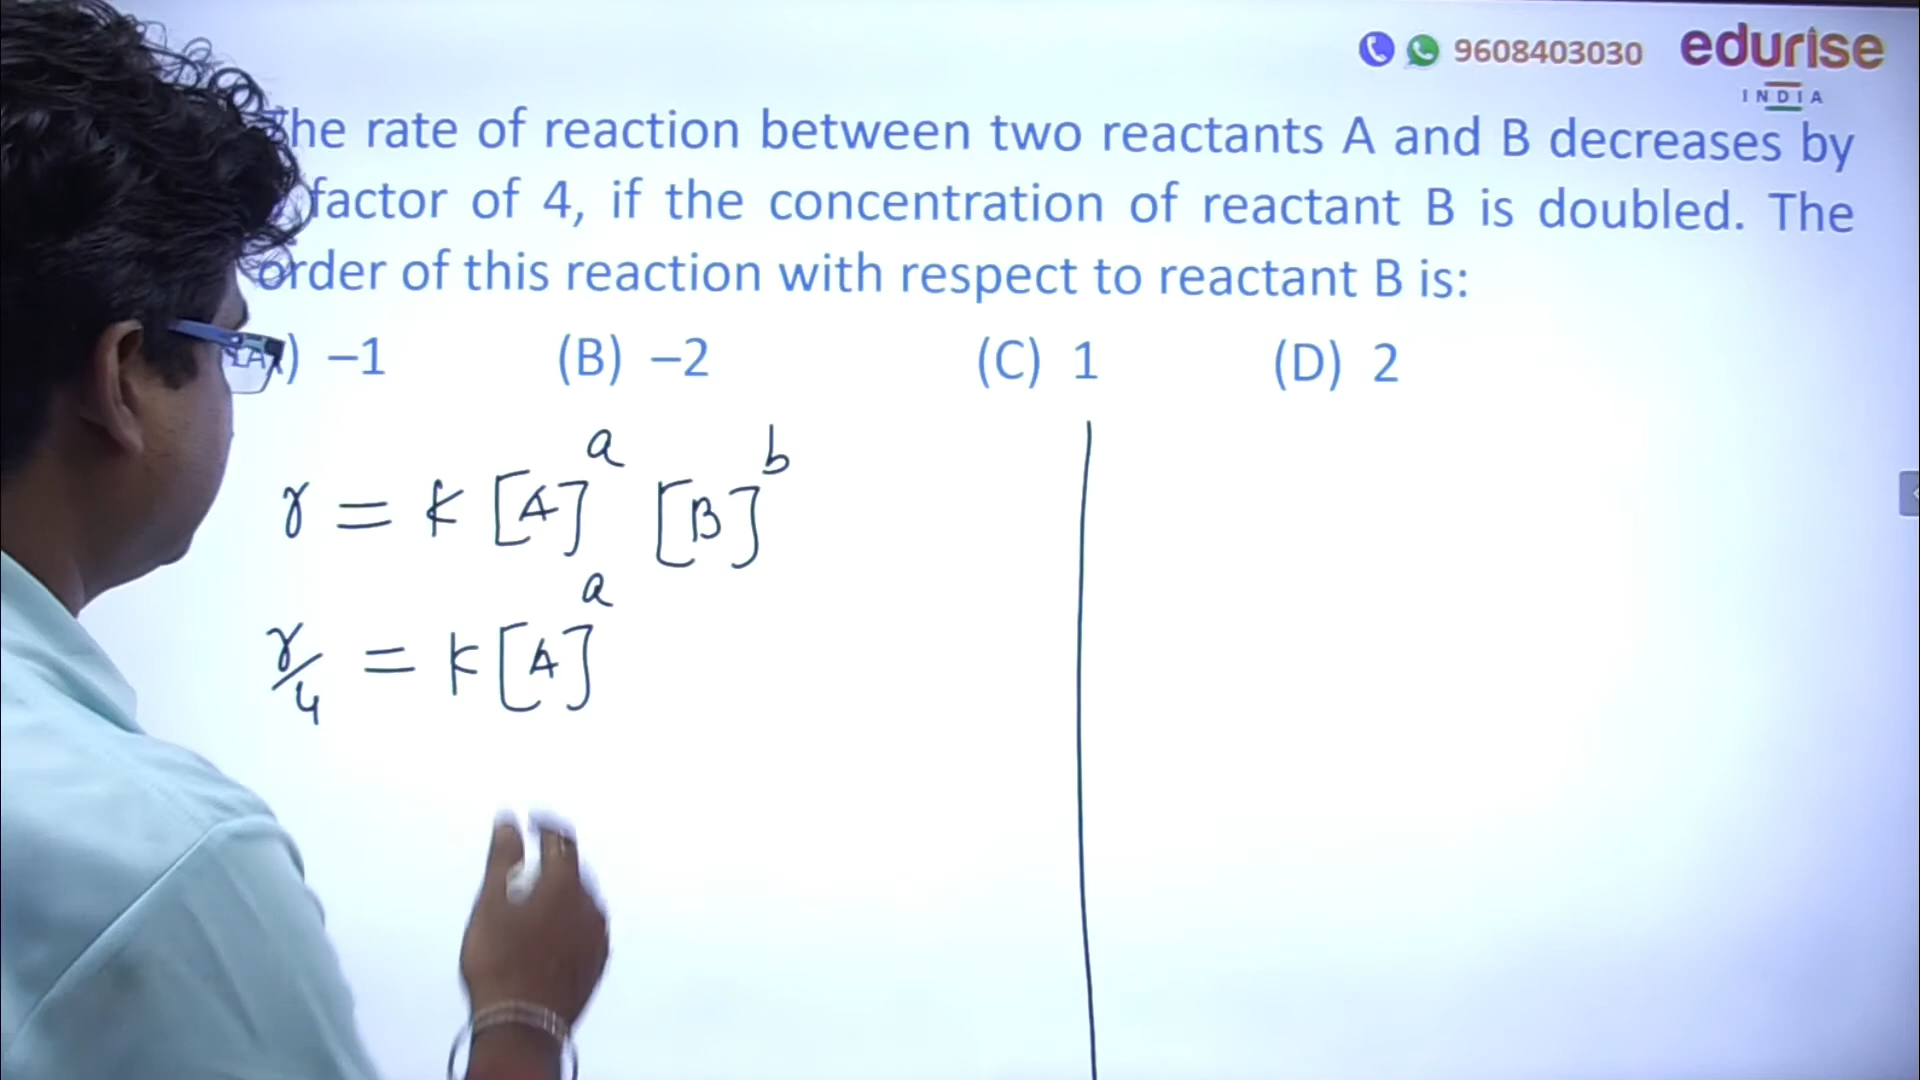 9608403030 edurise
INDIA
The rate of reaction between two reactants A and B decreases by
factor of 4, if the concentration of reactant B is doubled. The
order of this reaction with respect to reactant B is:
(A) –1 (B) –2 (C) 1 (D) 2
r = k [A]^a [B]^b
r/4 = k [A]^a